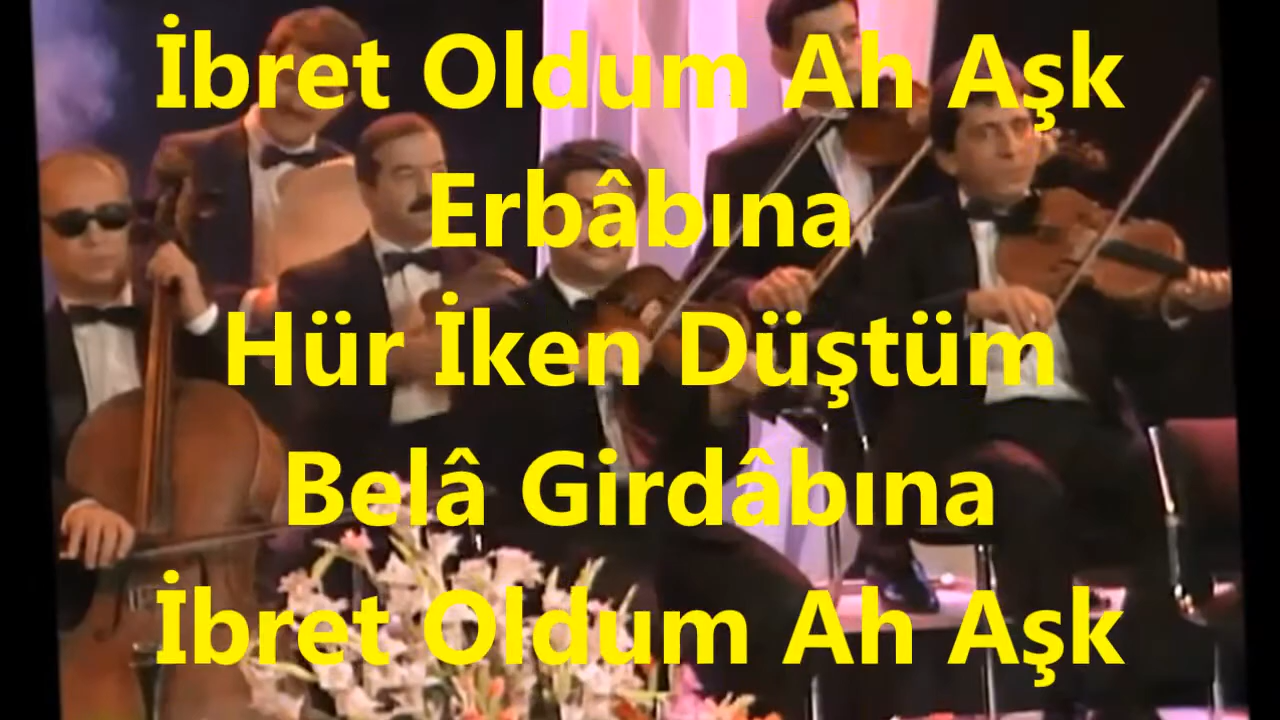 İbret Oldum Ah Aşk
Erbâbına
Hür İken Düştüm
Belâ Girdâbına
İbret Oldum Ah Aşk